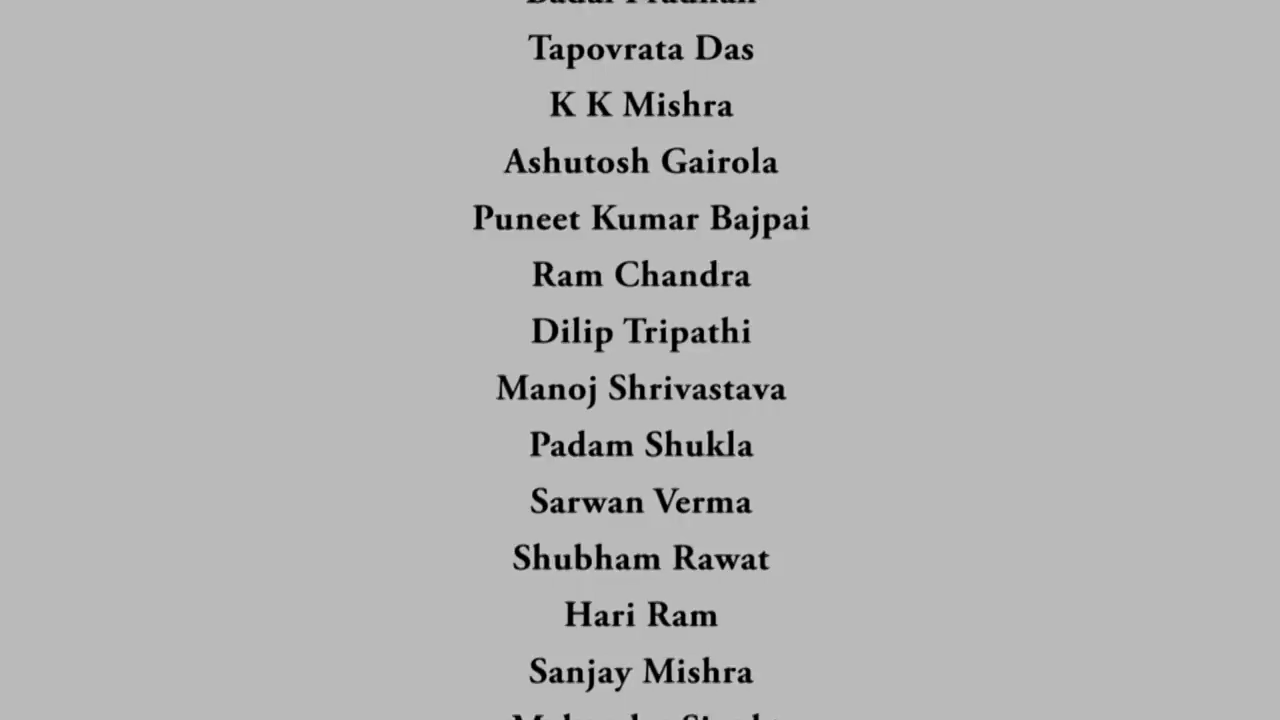 Tapovrata Das
K K Mishra
Ashutosh Gairola
Puneet Kumar Bajpai
Ram Chandra
Dilip Tripathi
Manoj Shrivastava
Padam Shukla
Sarwan Verma
Shubham Rawat
Hari Ram
Sanjay Mishra